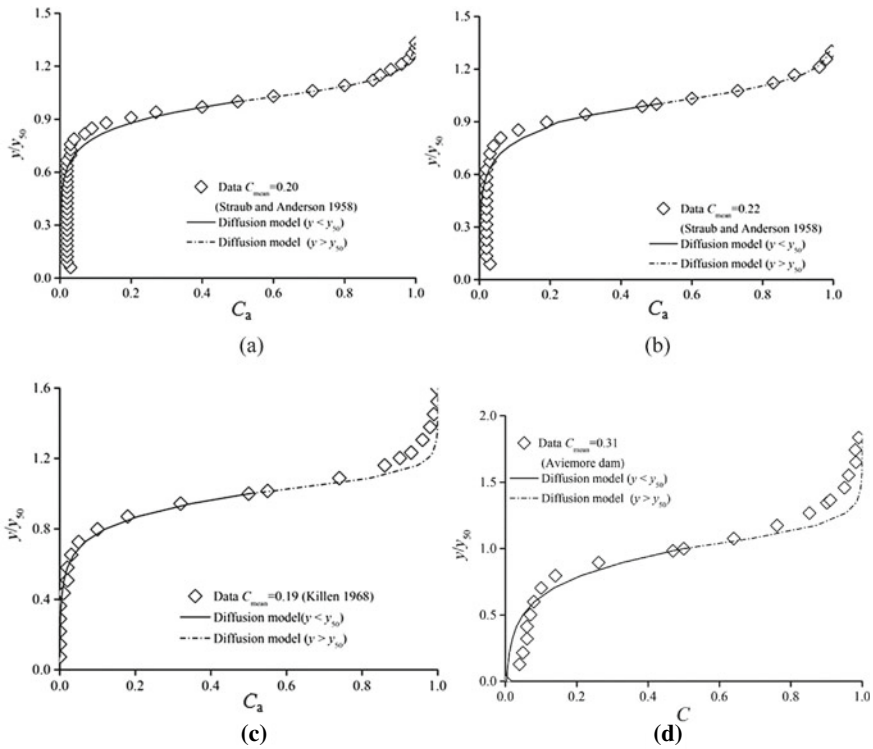 1.5
1.2
0.9
0.6
0.3
0.0
y/y50
Data Cmean=0.20
(Straub and Anderson 1958)
Diffusion model (y < y50)
Diffusion model (y > y50)
0.0 0.2 0.4 0.6 0.8 1.0
Ca
(a)
1.5
1.2
0.9
0.6
0.3
0.0
y/y50
Data Cmean=0.22
(Straub and Anderson 1958)
Diffusion model (y < y50)
Diffusion model (y > y50)
0.0 0.2 0.4 0.6 0.8 1.0
Ca
(b)
1.6
1.2
0.8
0.4
0.0
y/y50
Data Cmean=0.19 (Killen 1968)
Diffusion model(y < y50)
Diffusion model (y > y50)
0.0 0.2 0.4 0.6 0.8 1.0
Ca
(c)
2.0
1.5
1.0
0.5
0.0
y/y50
Data Cmean=0.31
(Aviemore dam)
Diffusion model (y < y50)
Diffusion model (y > y50)
0.0 0.2 0.4 0.6 0.8 1.0
C
(d)